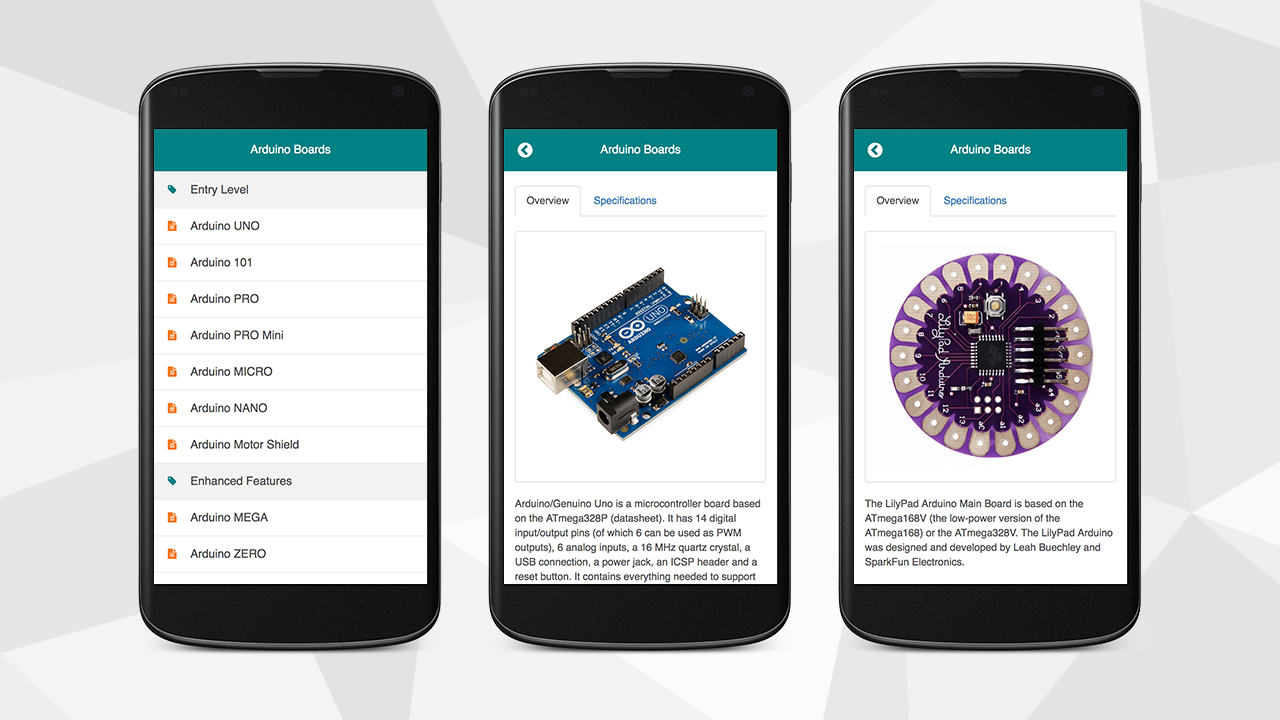 Arduino Boards
Entry Level
Arduino UNO
Arduino 101
Arduino PRO
Arduino PRO Mini
Arduino MICRO
Arduino NANO
Arduino Motor Shield
Enhanced Features
Arduino MEGA
Arduino ZERO
Arduino Boards
Overview
Specifications
UNO
ARDUINO
Arduino/Genuino Uno is a microcontroller board based
on the ATmega328P (datasheet). It has 14 digital
input/output pins (of which 6 can be used as PWM
outputs), 6 analog inputs, a 16 MHz quartz crystal, a
USB connection, a power jack, an ICSP header and a
reset button. It contains everything needed to support
Arduino Boards
Overview
Specifications
LilyPad Arduino
The LilyPad Arduino Main Board is based on the
ATmega168V (the low-power version of the
ATmega168) or the ATmega328V. The LilyPad Arduino
was designed and developed by Leah Buechley and
SparkFun Electronics.